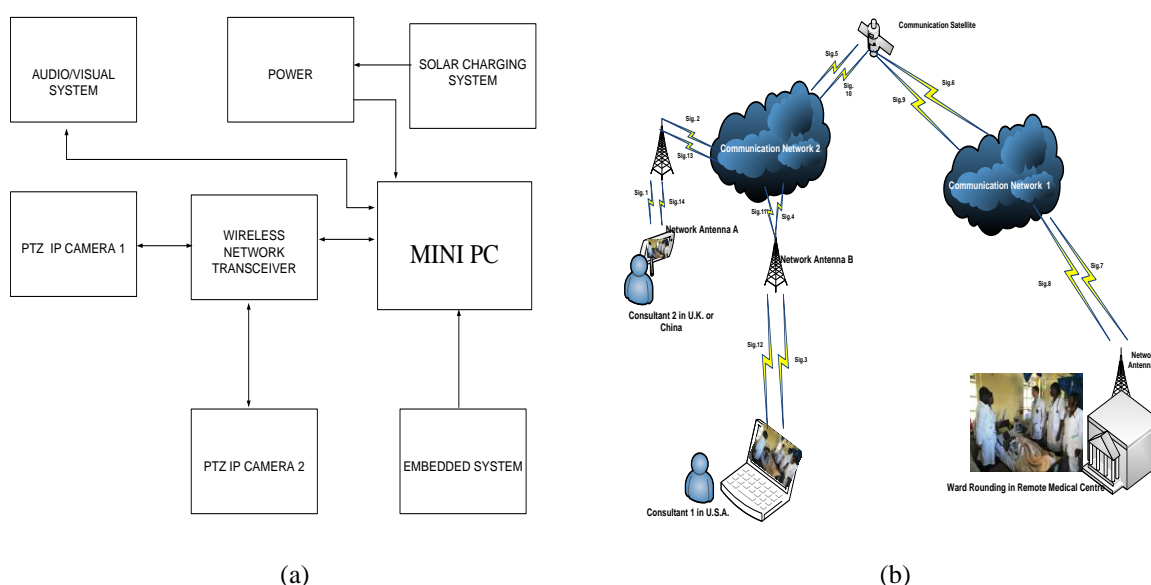 AUDIO/VISUAL
SYSTEM
POWER
SOLAR CHARGING
SYSTEM
PTZ IP CAMERA 1
WIRELESS
NETWORK
TRANSCEIVER
MINI PC
PTZ IP CAMERA 2
EMBEDDED SYSTEM
(a)
Communication Satellite
Sig.5
Sig.
10
Sig.6
Sig.9
Sig. 2
Sig.13
Communication Network 2
Communication Network 1
Sig. 1
Sig.14
Sig.11
Sig.4
Network Antenna A
Network Antenna B
Consultant 2 in U.K. or
China
Sig.7
Sig.8
Sig.12
Sig.3
Netwo
Antenna
Ward Rounding in Remote Medical Centre
Consultant 1 in U.S.A.
(b)